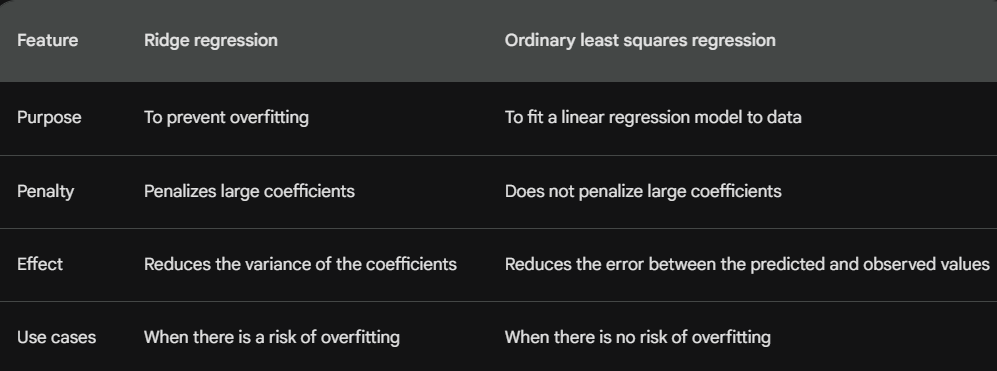 Feature Ridge regression Ordinary least squares regression
Purpose To prevent overfitting To fit a linear regression model to data
Penalty Penalizes large coefficients Does not penalize large coefficients
Effect Reduces the variance of the coefficients Reduces the error between the predicted and observed values
Use cases When there is a risk of overfitting When there is no risk of overfitting